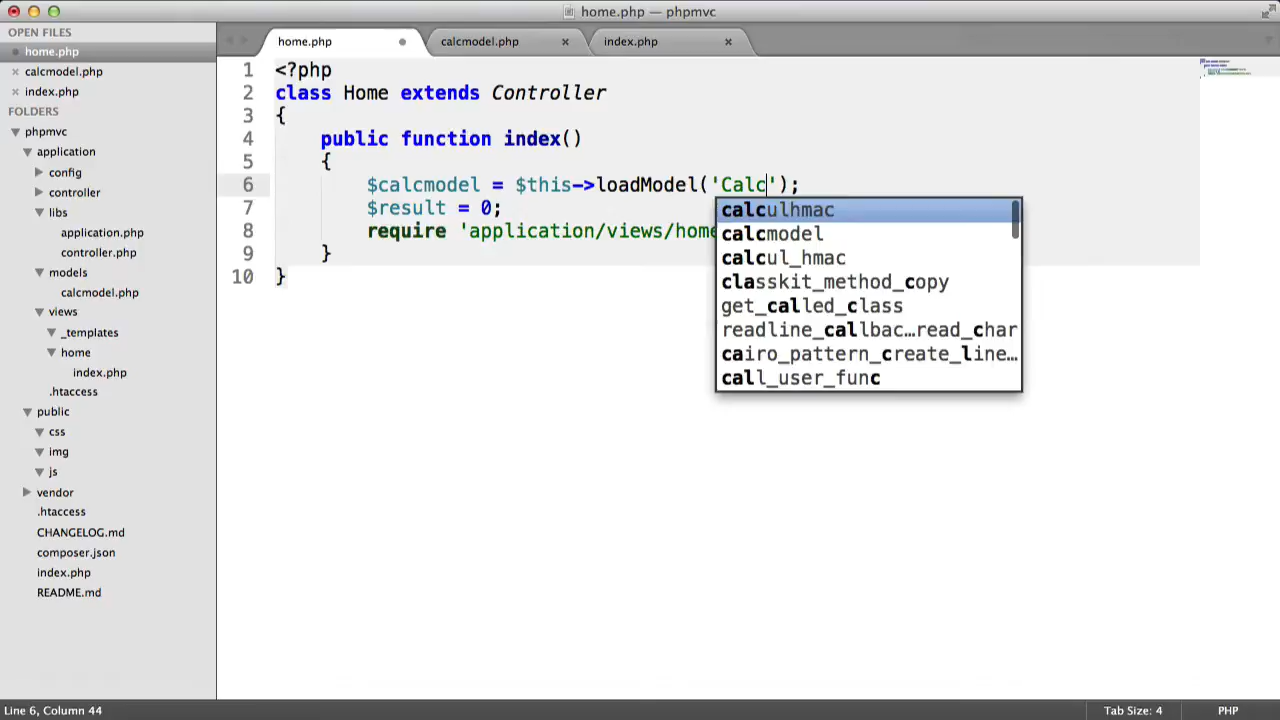 home.php — phpmvc
OPEN FILES
home.php
calcmodel.php
index.php
FOLDERS
phpmvc
application
config
controller
libs
application.php
controller.php
models
calcmodel.php
views
_templates
home
index.php
.htaccess
public
css
img
js
vendor
.htaccess
CHANGELOG.md
composer.json
index.php
README.md
home.php
calcmodel.php
index.php
1 <?php
2 class Home extends Controller
3 {
4 public function index()
5 {
6 $calcmodel = $this->loadModel('Calc');
7 $result = 0;
8 require 'application/views/home
9 }
10 }
calculhmac
calcmodel
calcul_hmac
classkit_method_copy
get_called_class
readline_callbac…read_char
cairo_pattern_create_line…
call_user_func
Line 6, Column 44
Tab Size: 4
PHP